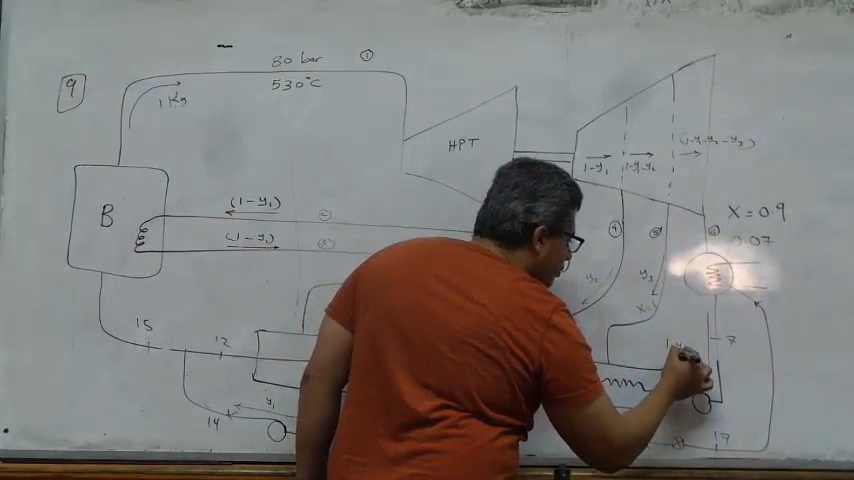 9
80 bar ①
530°C
1 Kg
HPT
B
(1-y₁) ②
(1-y₁) ③
1-y₁ 1-y₁-y₂ (1-y₁-y₂-y₃)
④ ⑤ ⑥
X = 0.9
0.07
y₂ y₃
7
15 12
14 y₁
17